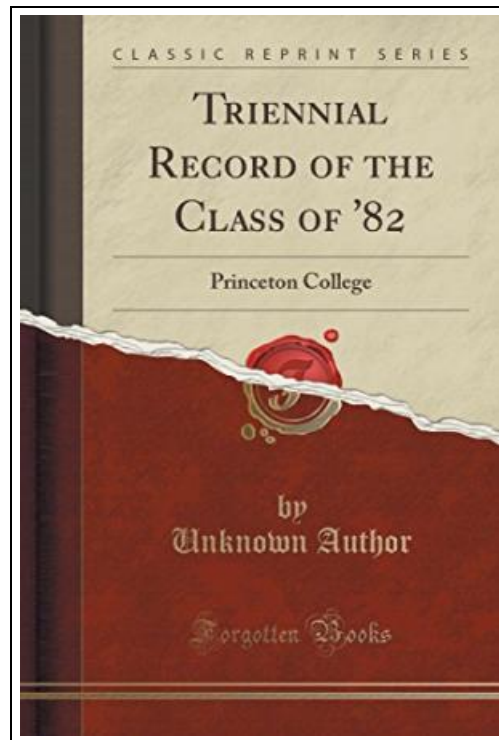 CLASSIC REPRINT SERIES
TRIENNIAL
RECORD OF THE
CLASS OF '82
Princeton College
by
Unknown Author
Forgotten Books